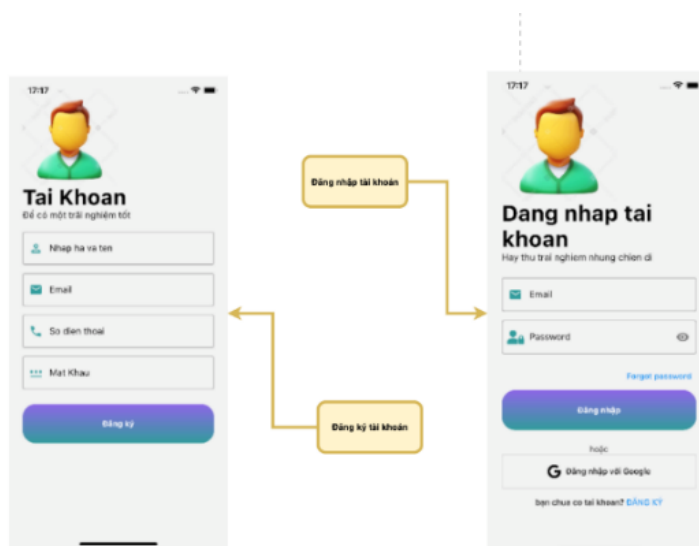 17:17
Tai Khoan
Để có một trải nghiệm tốt
Nhap ha va ten
Email
So dien thoai
Mat Khau
Đăng ký
Đăng nhập tài khoản
Đăng ký tài khoản
17:17
Dang nhap tai
khoan
Hay thu trai nghiem nhung chien di
Email
Password
Forget password
Đăng nhập
hoặc
G Đăng nhập với Google
bạn chua co tai khoan? ĐĂNG KÝ